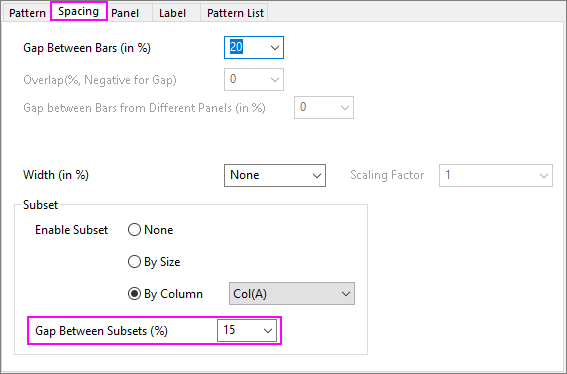 Pattern Spacing Panel Label Pattern List
Gap Between Bars (in %) 20
Overlap(%, Negative for Gap) 0
Gap between Bars from Different Panels (in %) 0
Width (in %) None Scaling Factor 1
Subset
Enable Subset None
By Size
By Column Col(A)
Gap Between Subsets (%) 15